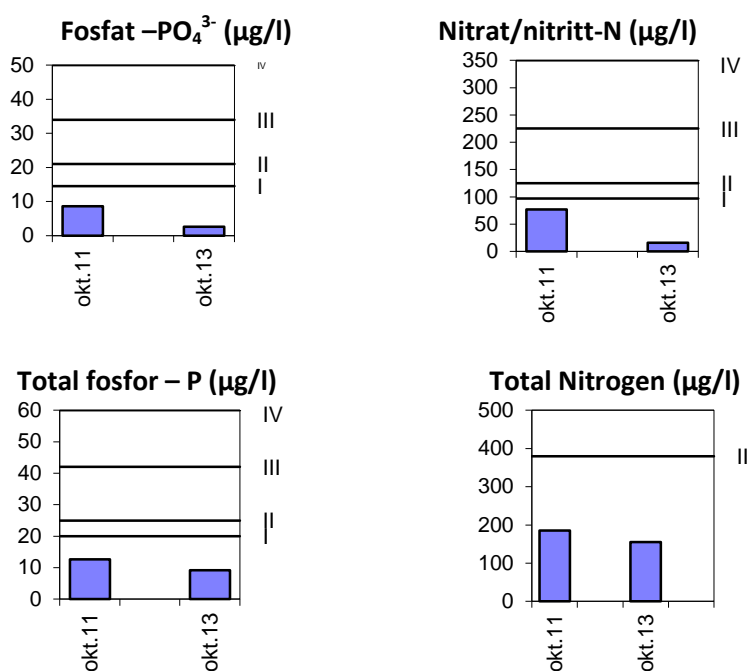 Fosfat –PO₄³⁻ (µg/l)
50
40
30
20
10
0
IV
III
II
I
okt.11
okt.13
Nitrat/nitritt-N (µg/l)
350
300
250
200
150
100
50
0
IV
III
II
I
okt.11
okt.13
Total fosfor – P (µg/l)
60
50
40
30
20
10
0
IV
III
II
I
okt.11
okt.13
Total Nitrogen (µg/l)
500
400
300
200
100
0
II
okt.11
okt.13